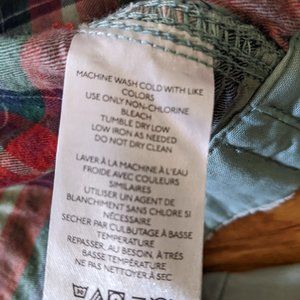 MACHINE WASH COLD WITH LIKE
COLORS
USE ONLY NON-CHLORINE
BLEACH
TUMBLE DRY LOW
LOW IRON AS NEEDED
DO NOT DRY CLEAN
LAVER À LA MACHINE À L'EAU
FROIDE AVEC COULEURS
SIMILAIRES
UTILISER UN AGENT DE
BLANCHIMENT SANS CHLORE SI
NÉCESSAIRE
SECHER PAR CULBUTAGE À BASSE
TEMPERATURE
REPASSER, AU BESOIN, À TRÈS
BASSE TEMPÉRATURE
NE PAS NETTOYER À SEC